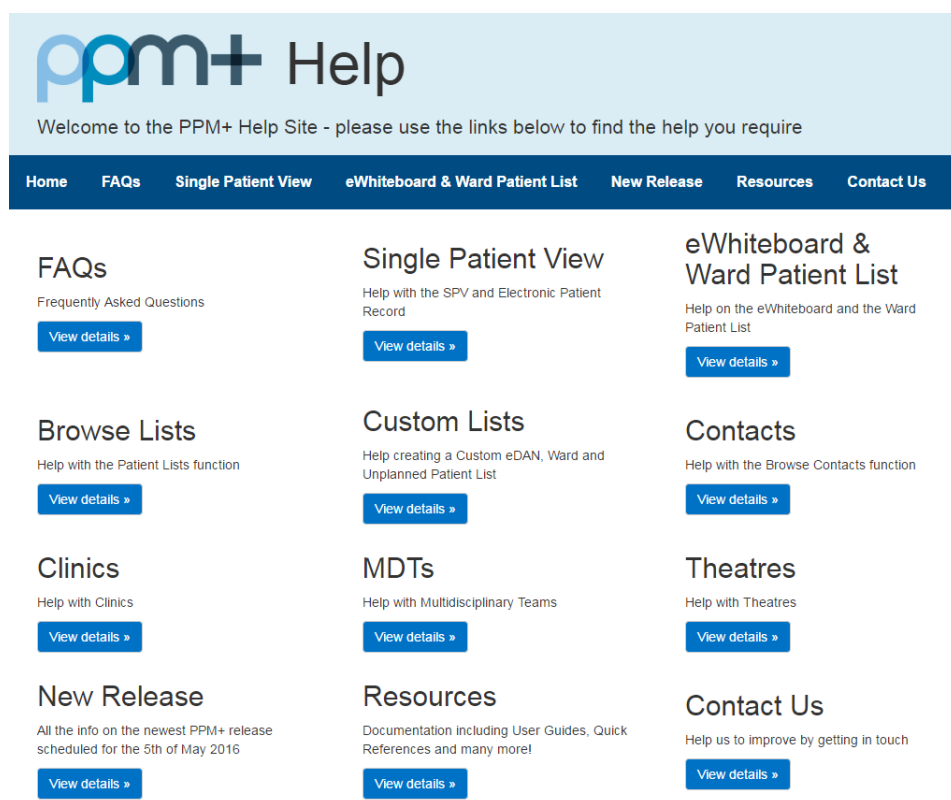 ppm+ Help
Welcome to the PPM+ Help Site - please use the links below to find the help you require
Home FAQs Single Patient View eWhiteboard & Ward Patient List New Release Resources Contact Us
FAQs
Frequently Asked Questions
View details »
Single Patient View
Help with the SPV and Electronic Patient
Record
View details »
eWhiteboard &
Ward Patient List
Help on the eWhiteboard and the Ward
Patient List
View details »
Browse Lists
Help with the Patient Lists function
View details »
Custom Lists
Help creating a Custom eDAN, Ward and
Unplanned Patient List
View details »
Contacts
Help with the Browse Contacts function
View details »
Clinics
Help with Clinics
View details »
MDTs
Help with Multidisciplinary Teams
View details »
Theatres
Help with Theatres
View details »
New Release
All the info on the newest PPM+ release
scheduled for the 5th of May 2016
View details »
Resources
Documentation including User Guides, Quick
References and many more!
View details »
Contact Us
Help us to improve by getting in touch
View details »